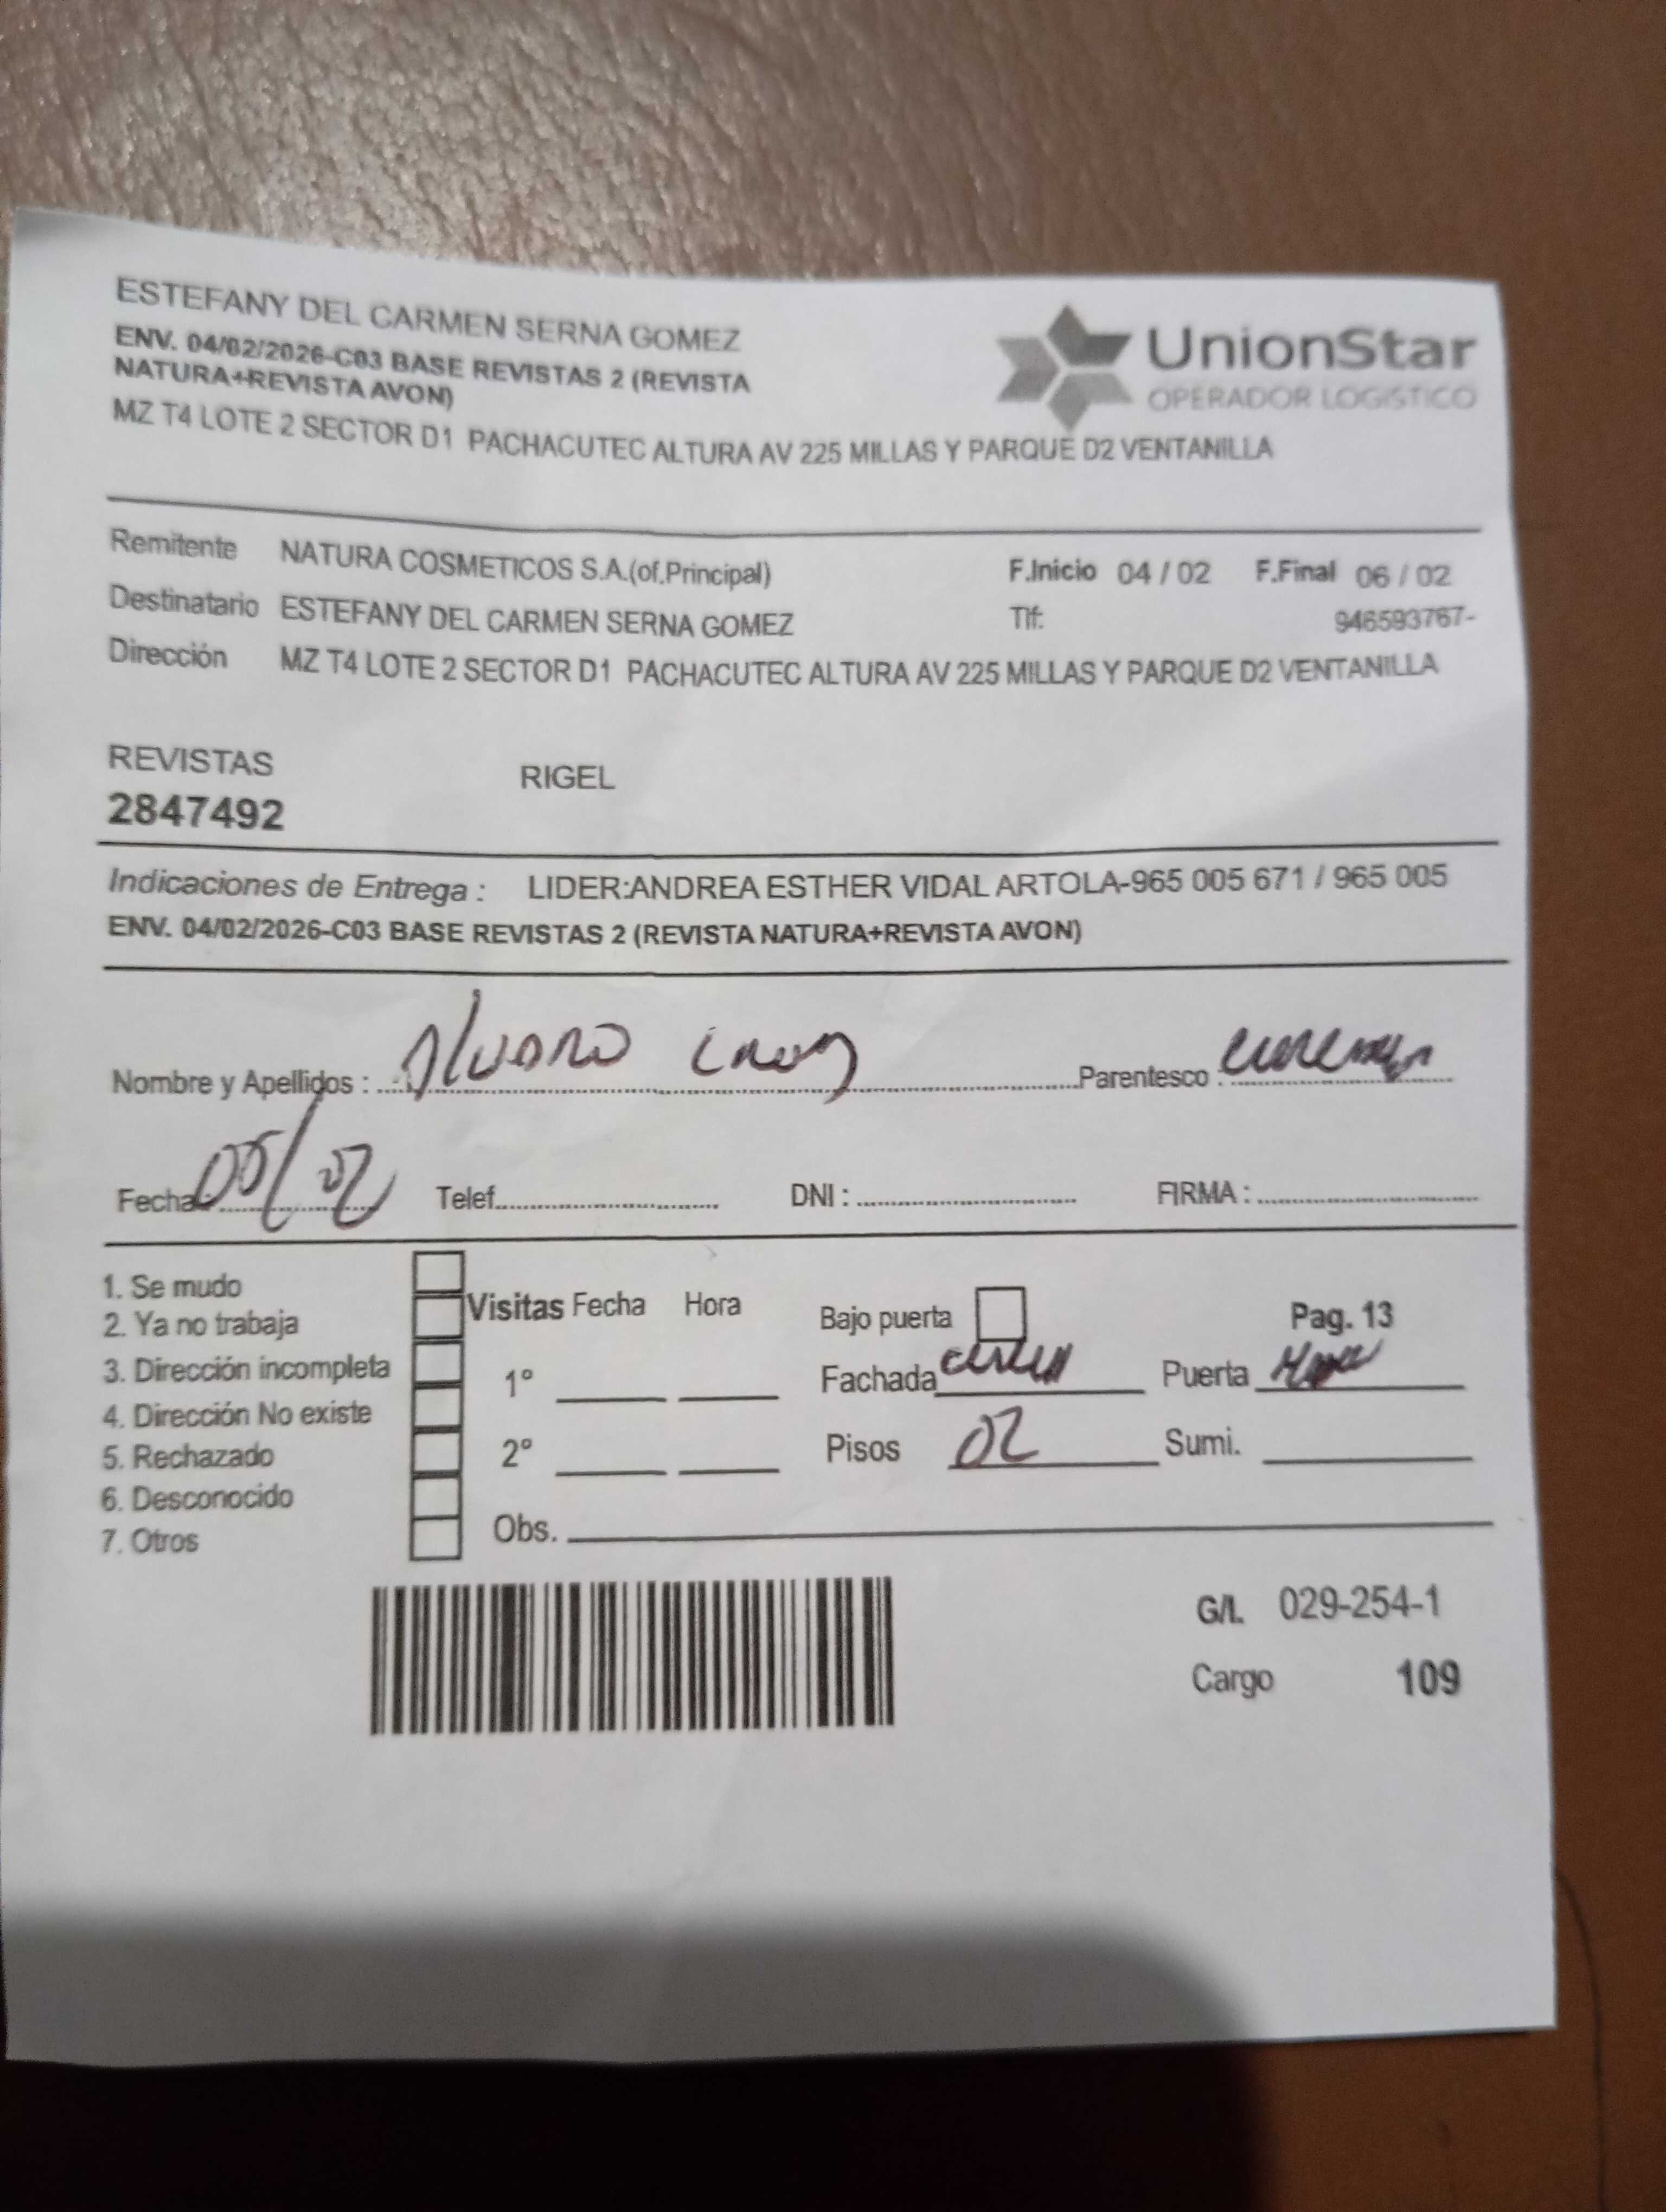 ESTEFANY DEL CARMEN SERNA GOMEZ
ENV. 04/02/2026-C03 BASE REVISTAS 2 (REVISTA
NATURA+REVISTA AVON)
MZ T4 LOTE 2 SECTOR D1 PACHACUTEC ALTURA AV 225 MILLAS Y PARQUE D2 VENTANILLA
UnionStar
OPERADOR LOGISTICO
Remitente NATURA COSMETICOS S.A.(of.Principal) F.Inicio 04 / 02 F.Final 06 / 02
Destinatario ESTEFANY DEL CARMEN SERNA GOMEZ Tlf: 946593767-
Dirección MZ T4 LOTE 2 SECTOR D1 PACHACUTEC ALTURA AV 225 MILLAS Y PARQUE D2 VENTANILLA
REVISTAS RIGEL
2847492
Indicaciones de Entrega : LIDER:ANDREA ESTHER VIDAL ARTOLA-965 005 671 / 965 005
ENV. 04/02/2026-C03 BASE REVISTAS 2 (REVISTA NATURA+REVISTA AVON)
Nombre y Apellidos : Alvaro Parentesco :
Fecha : 05/02 Telef. DNI : FIRMA :
1. Se mudo
2. Ya no trabaja Visitas Fecha Hora Bajo puerta Pag. 13
3. Dirección incompleta 1° Fachada Puerta
4. Dirección No existe
5. Rechazado 2° Pisos 02 Sumi.
6. Desconocido
7. Otros Obs.
G/I. 029-254-1
Cargo 109